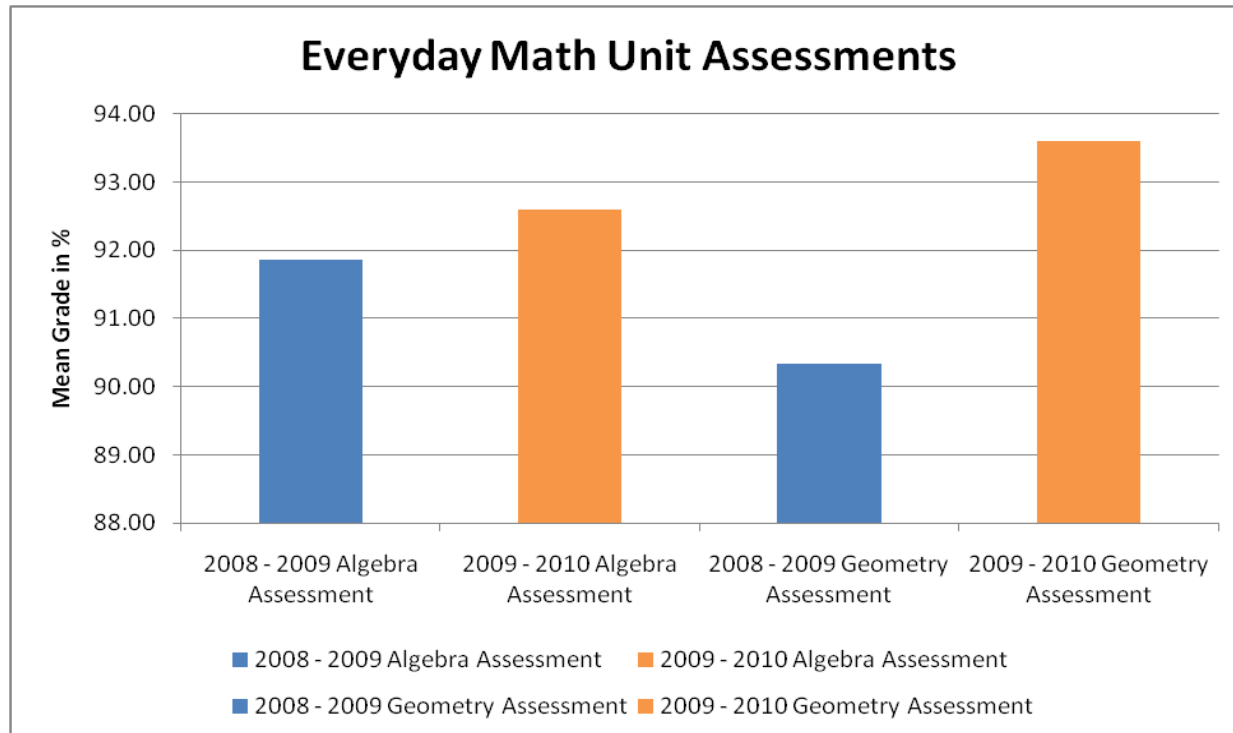 Everyday Math Unit Assessments
Mean Grade in %
94.00
93.00
92.00
91.00
90.00
89.00
88.00
2008 - 2009 Algebra
Assessment
2009 - 2010 Algebra
Assessment
2008 - 2009 Geometry
Assessment
2009 - 2010 Geometry
Assessment
2008 - 2009 Algebra Assessment
2009 - 2010 Algebra Assessment
2008 - 2009 Geometry Assessment
2009 - 2010 Geometry Assessment